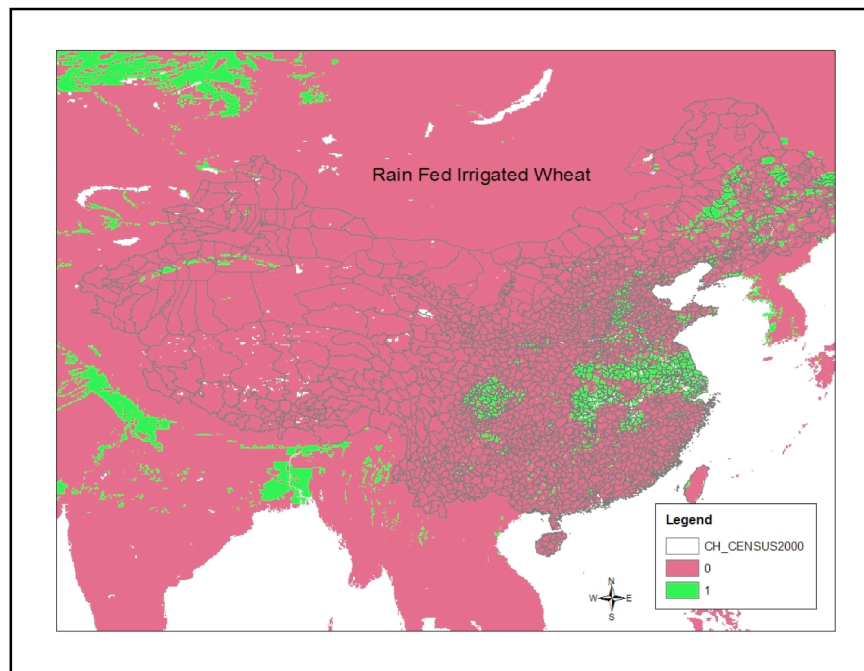 Rain Fed Irrigated Wheat
Legend
CH_CENSUS2000
0
1
N
W E
S